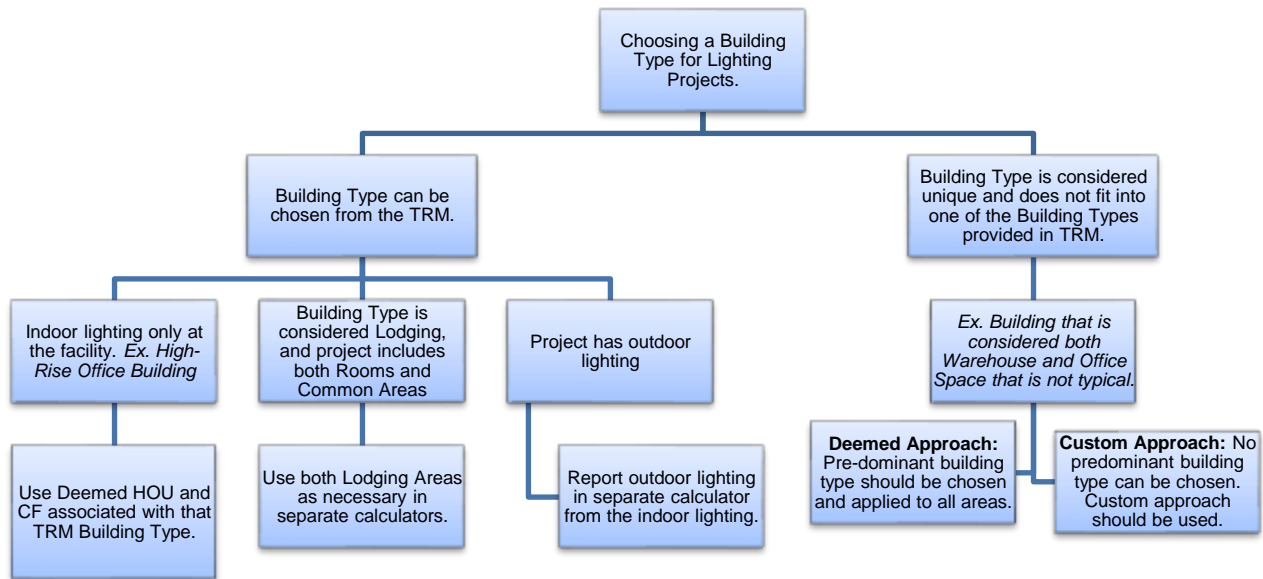 Choosing a Building
Type for Lighting
Projects.
Building Type can be
chosen from the TRM.
Building Type is considered
unique and does not fit into
one of the Building Types
provided in TRM.
Indoor lighting only at
the facility. Ex. High-
Rise Office Building
Building Type is
considered Lodging,
and project includes
both Rooms and
Common Areas
Project has outdoor
lighting
Ex. Building that is
considered both
Warehouse and Office
Space that is not typical.
Use Deemed HOU and
CF associated with that
TRM Building Type.
Use both Lodging Areas
as necessary in
separate calculators.
Report outdoor lighting
in separate calculator
from the indoor lighting.
Deemed Approach:
Pre-dominant building
type should be chosen
and applied to all areas.
Custom Approach: No
predominant building
type can be chosen.
Custom approach
should be used.